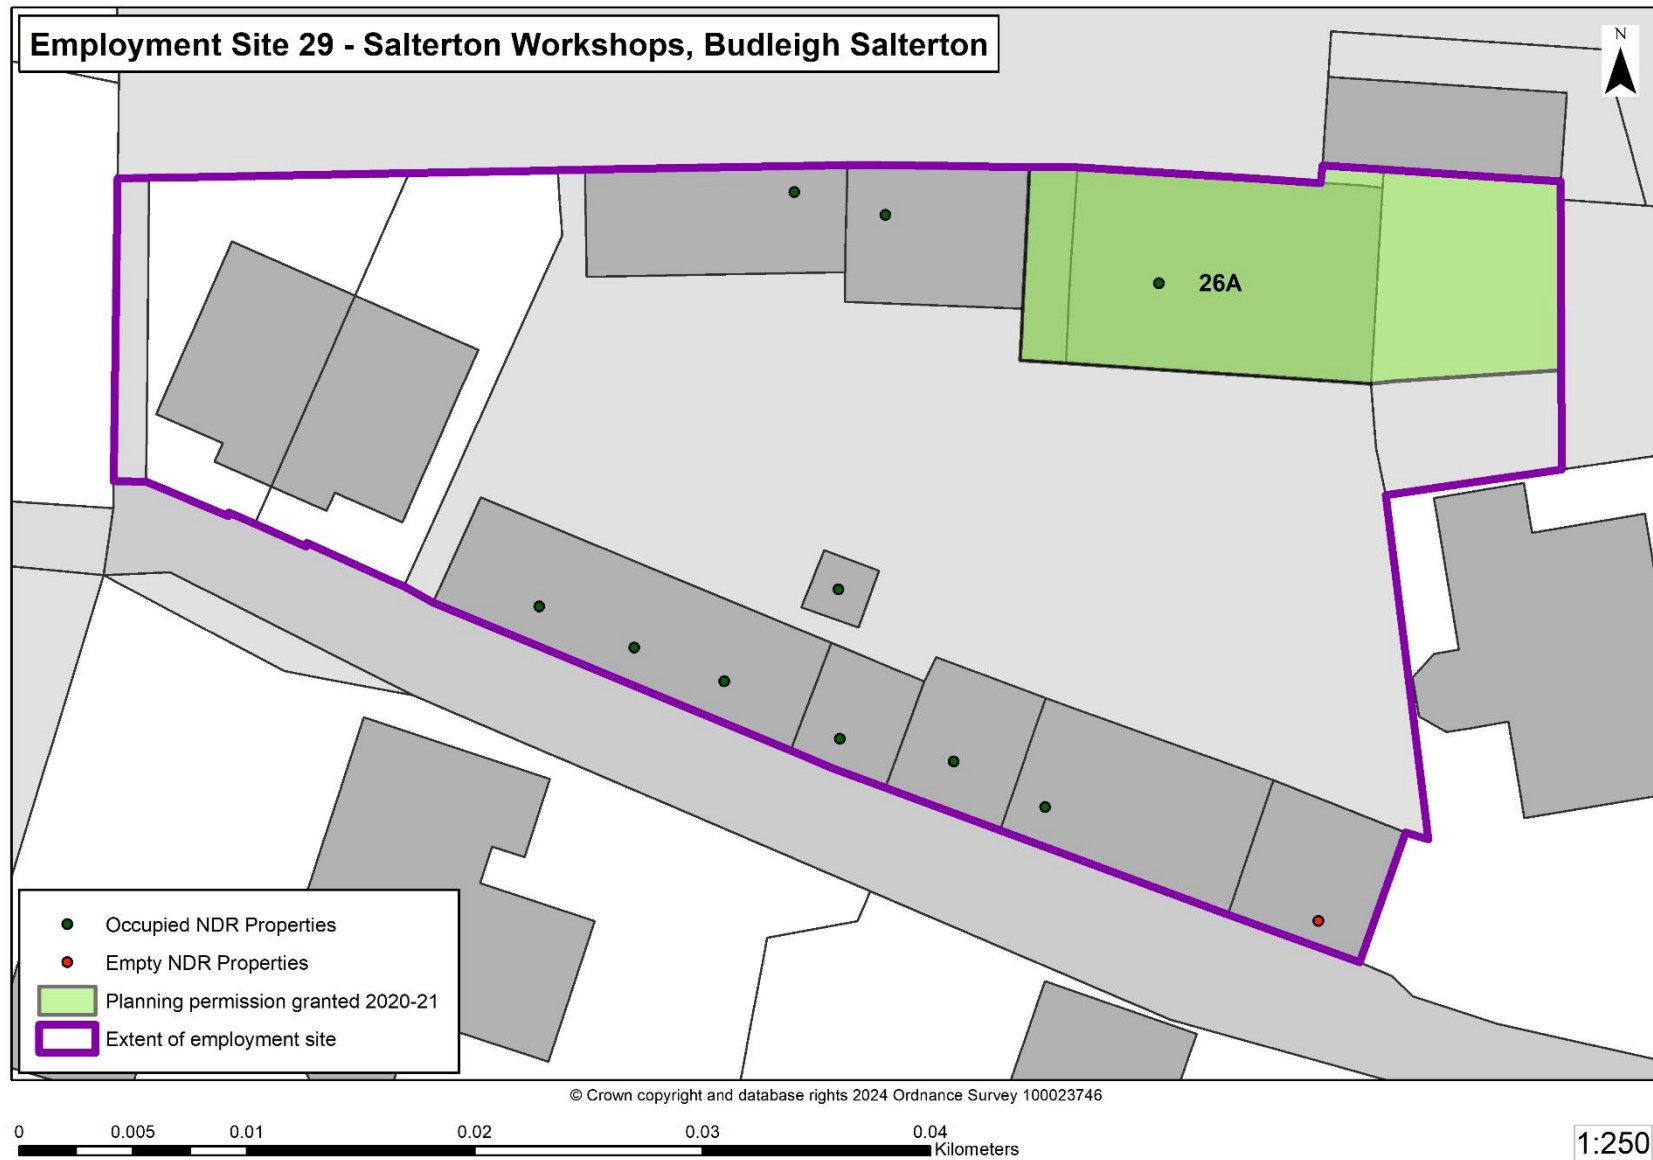 Employment Site 29 - Salterton Workshops, Budleigh Salterton
N
26A
Occupied NDR Properties
Empty NDR Properties
Planning permission granted 2020-21
Extent of employment site
© Crown copyright and database rights 2024 Ordnance Survey 100023746
0 0.005 0.01 0.02 0.03 0.04
Kilometers
1:250